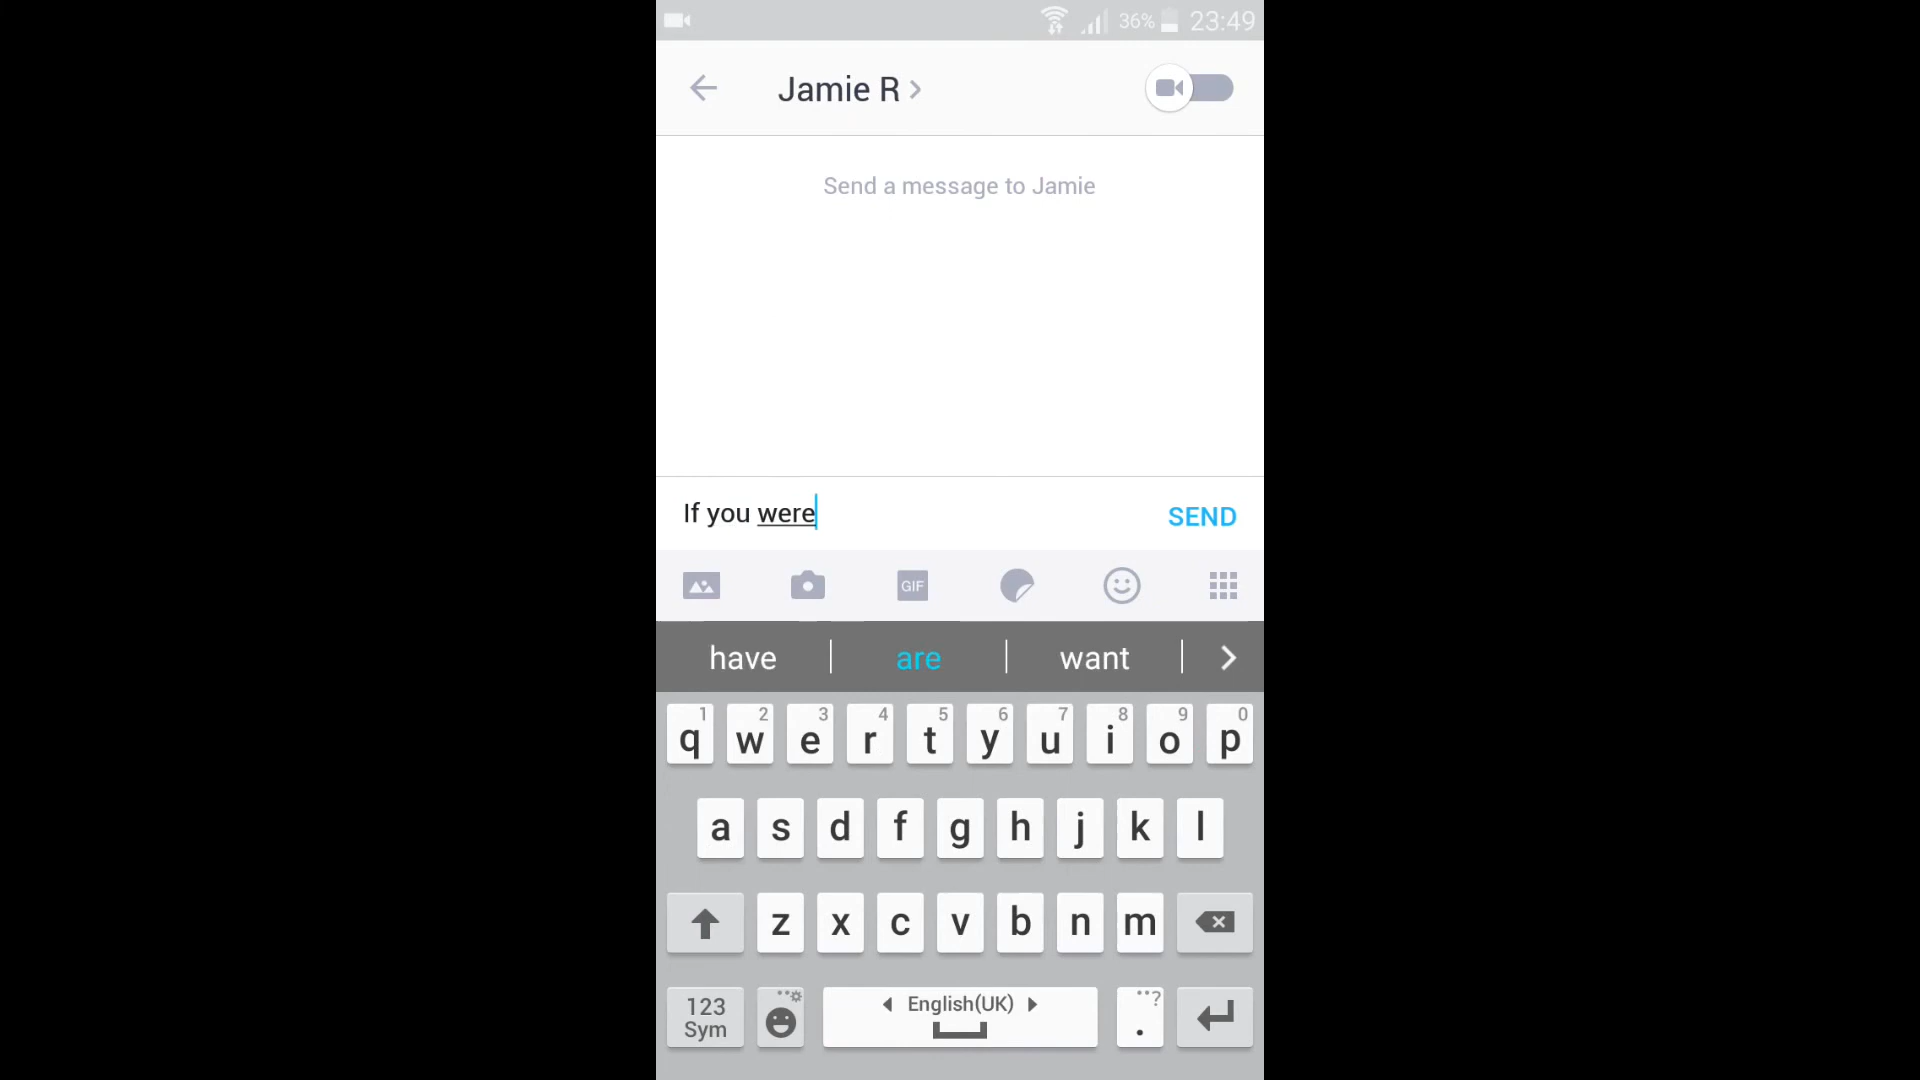 36% 23:49
Jamie R
Send a message to Jamie
If you were SEND
GIF
have are want
1 2 3 4 5 6 7 8 9 0
q w e r t y u i o p
a s d f g h j k l
z x c v b n m
123 English(UK) ?
Sym .